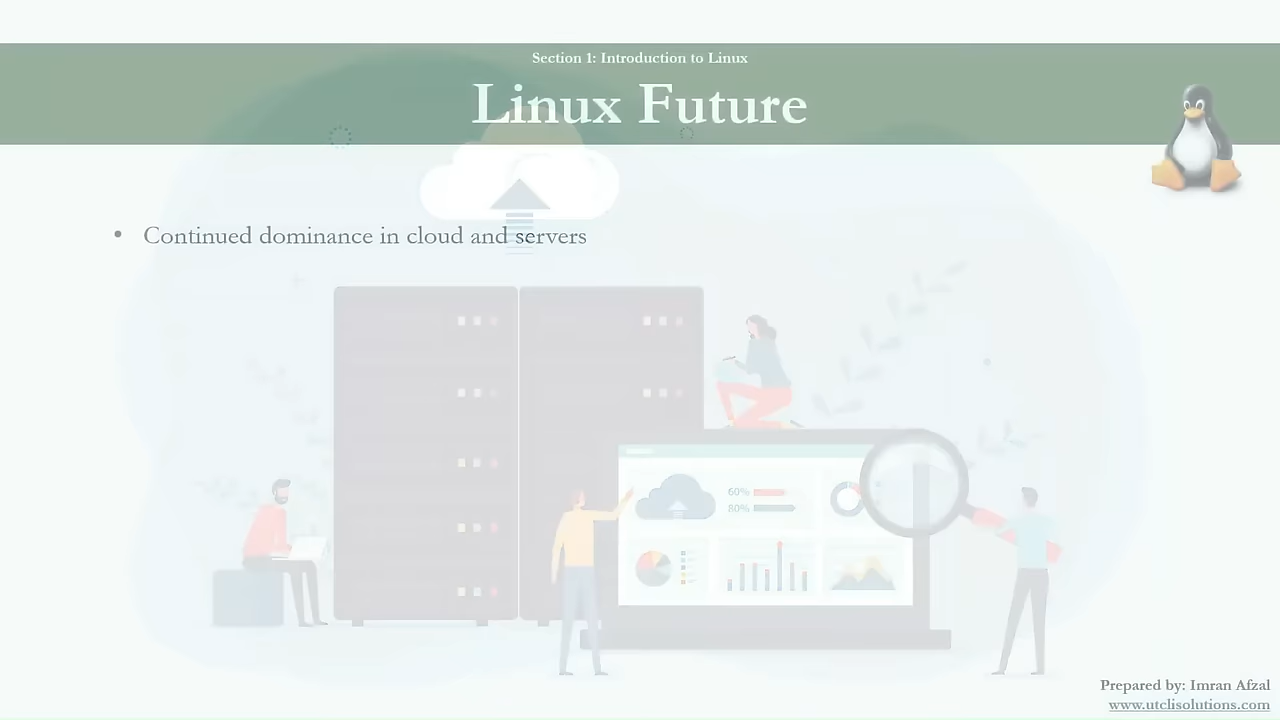 Section 1: Introduction to Linux
Linux Future
• Continued dominance in cloud and servers
60%
80%
Prepared by: Imran Afzal
www.utclisolutions.com